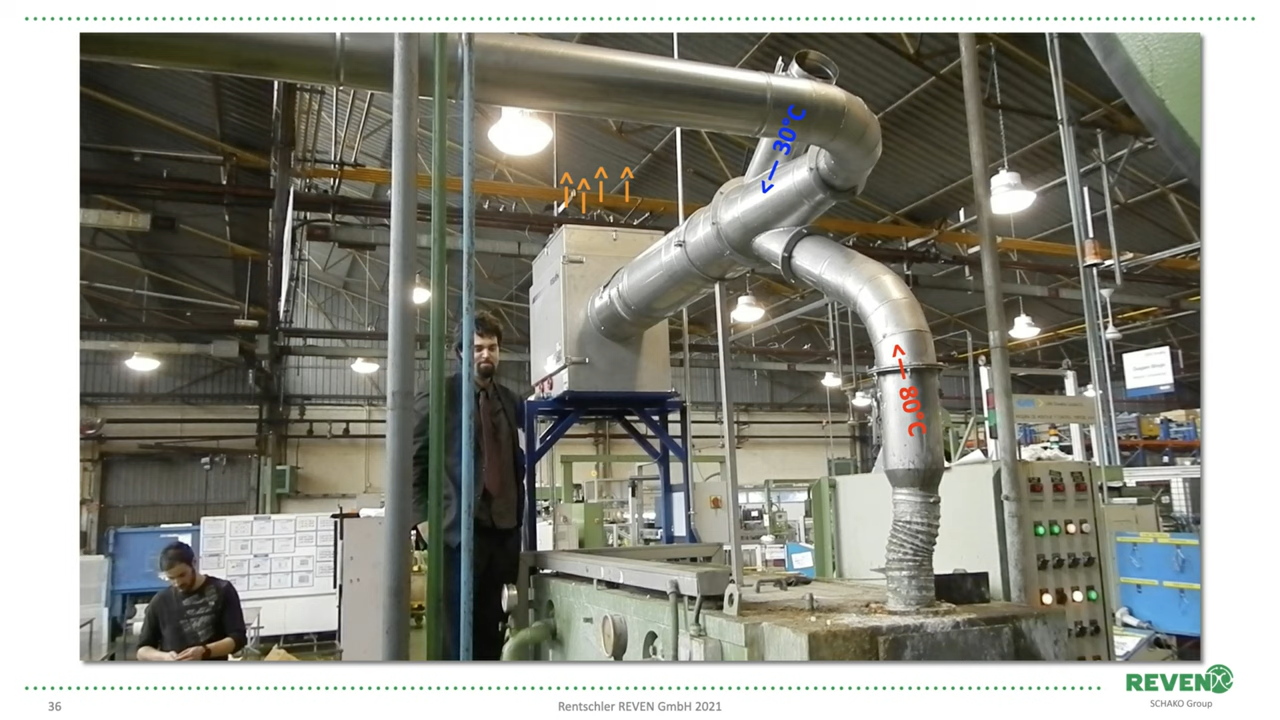 <— 30°C
<— 80°C
REVEN
SCHAKO Group
36
Rentschler REVEN GmbH 2021